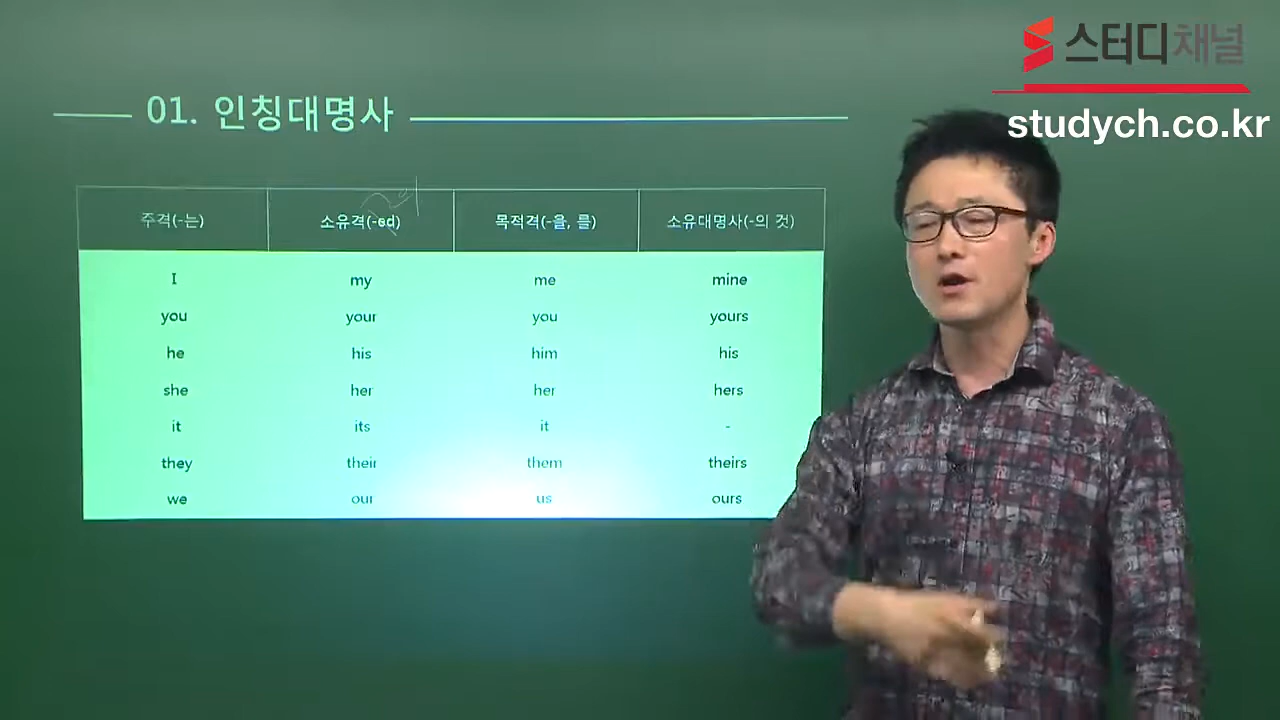 스터디채널
studych.co.kr
01. 인칭대명사
주격(-는) 소유격(-ed) 목적격(-을, 를) 소유대명사(-의 것)
I my me mine
you your you yours
he his him his
she her her hers
it its it -
they their them theirs
we our us ours